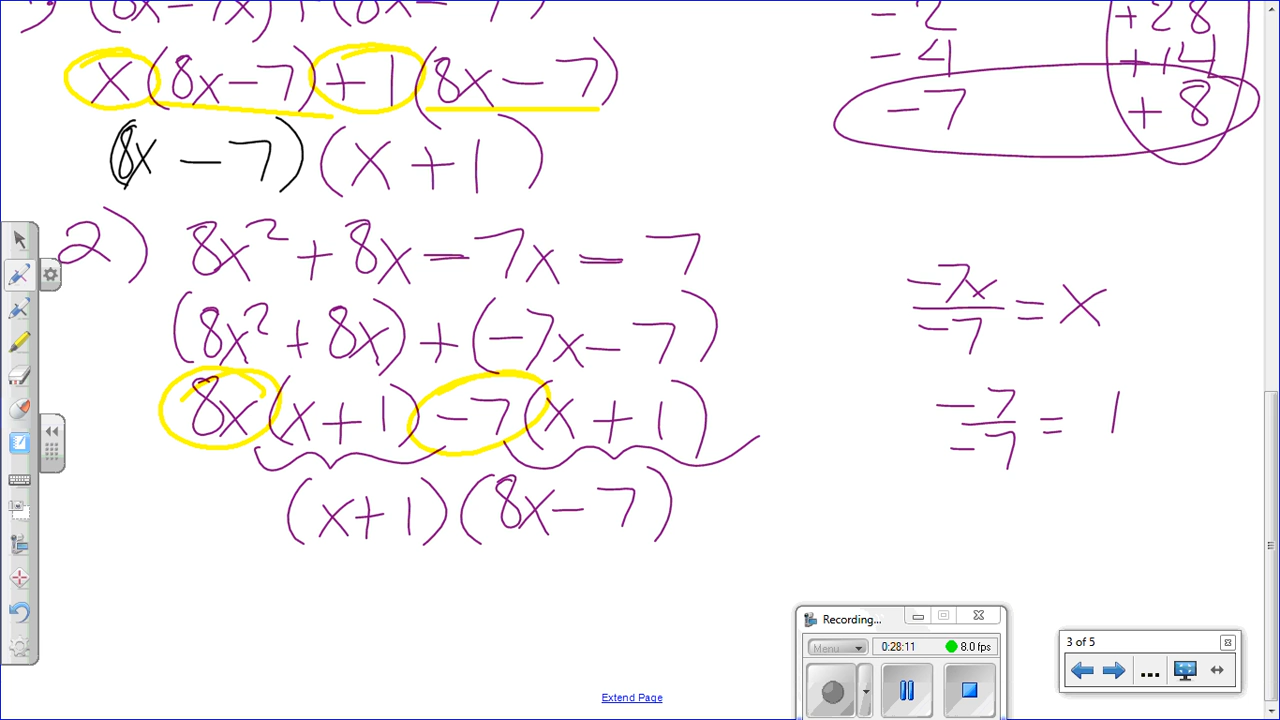 x(8x-7)+1(8x-7)
(8x-7)(x+1)
2) 8x²+8x-7x-7
(8x²+8x)+(-7x-7)
8x(x+1)-7(x+1)
(x+1)(8x-7)
-2 +28
-4 +14
-7 +8
-7x/-7 = x
-7/-7 = 1
Extend Page
Recording...
Menu 0:28:11 8.0 fps
3 of 5